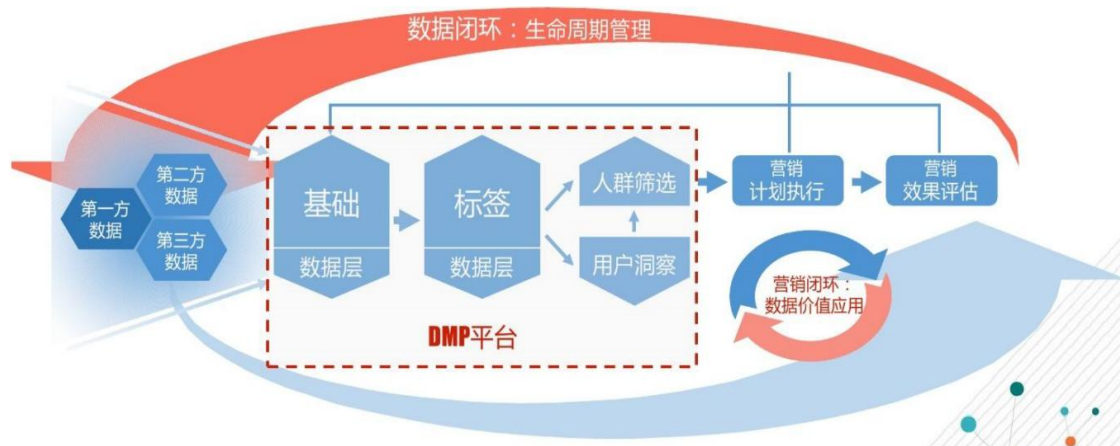 数据闭环：生命周期管理
第一方
数据
第二方
数据
第三方
数据
基础
数据层
标签
数据层
人群筛选
用户洞察
DMP平台
营销
计划执行
营销
效果评估
营销闭环：
数据价值应用